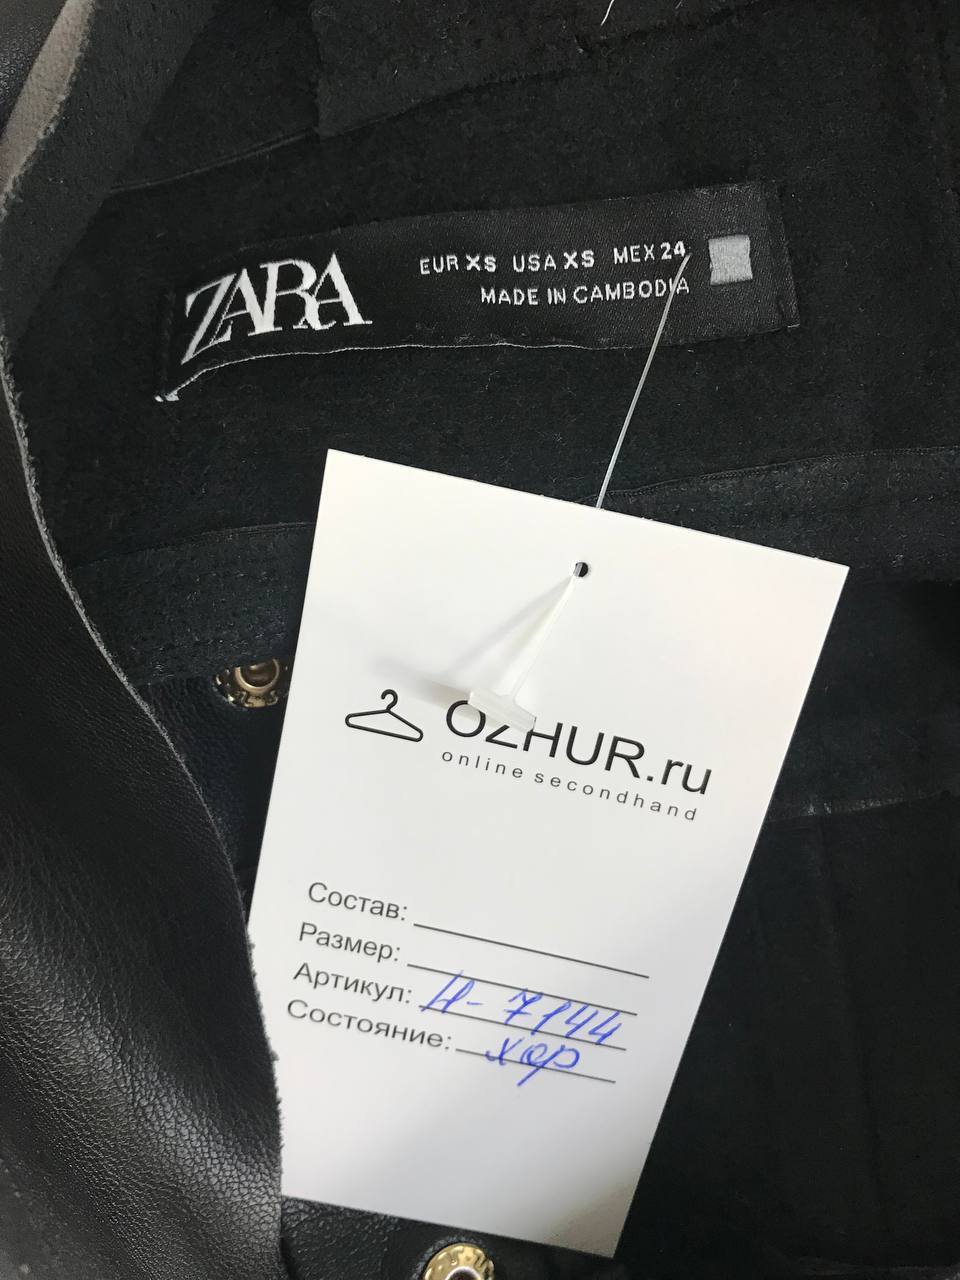 ZARA
EUR XS USA XS MEX 24
MADE IN CAMBODIA
OZHUR.ru
online secondhand
Состав:
Размер:
Артикул: И-7144
Состояние: хор